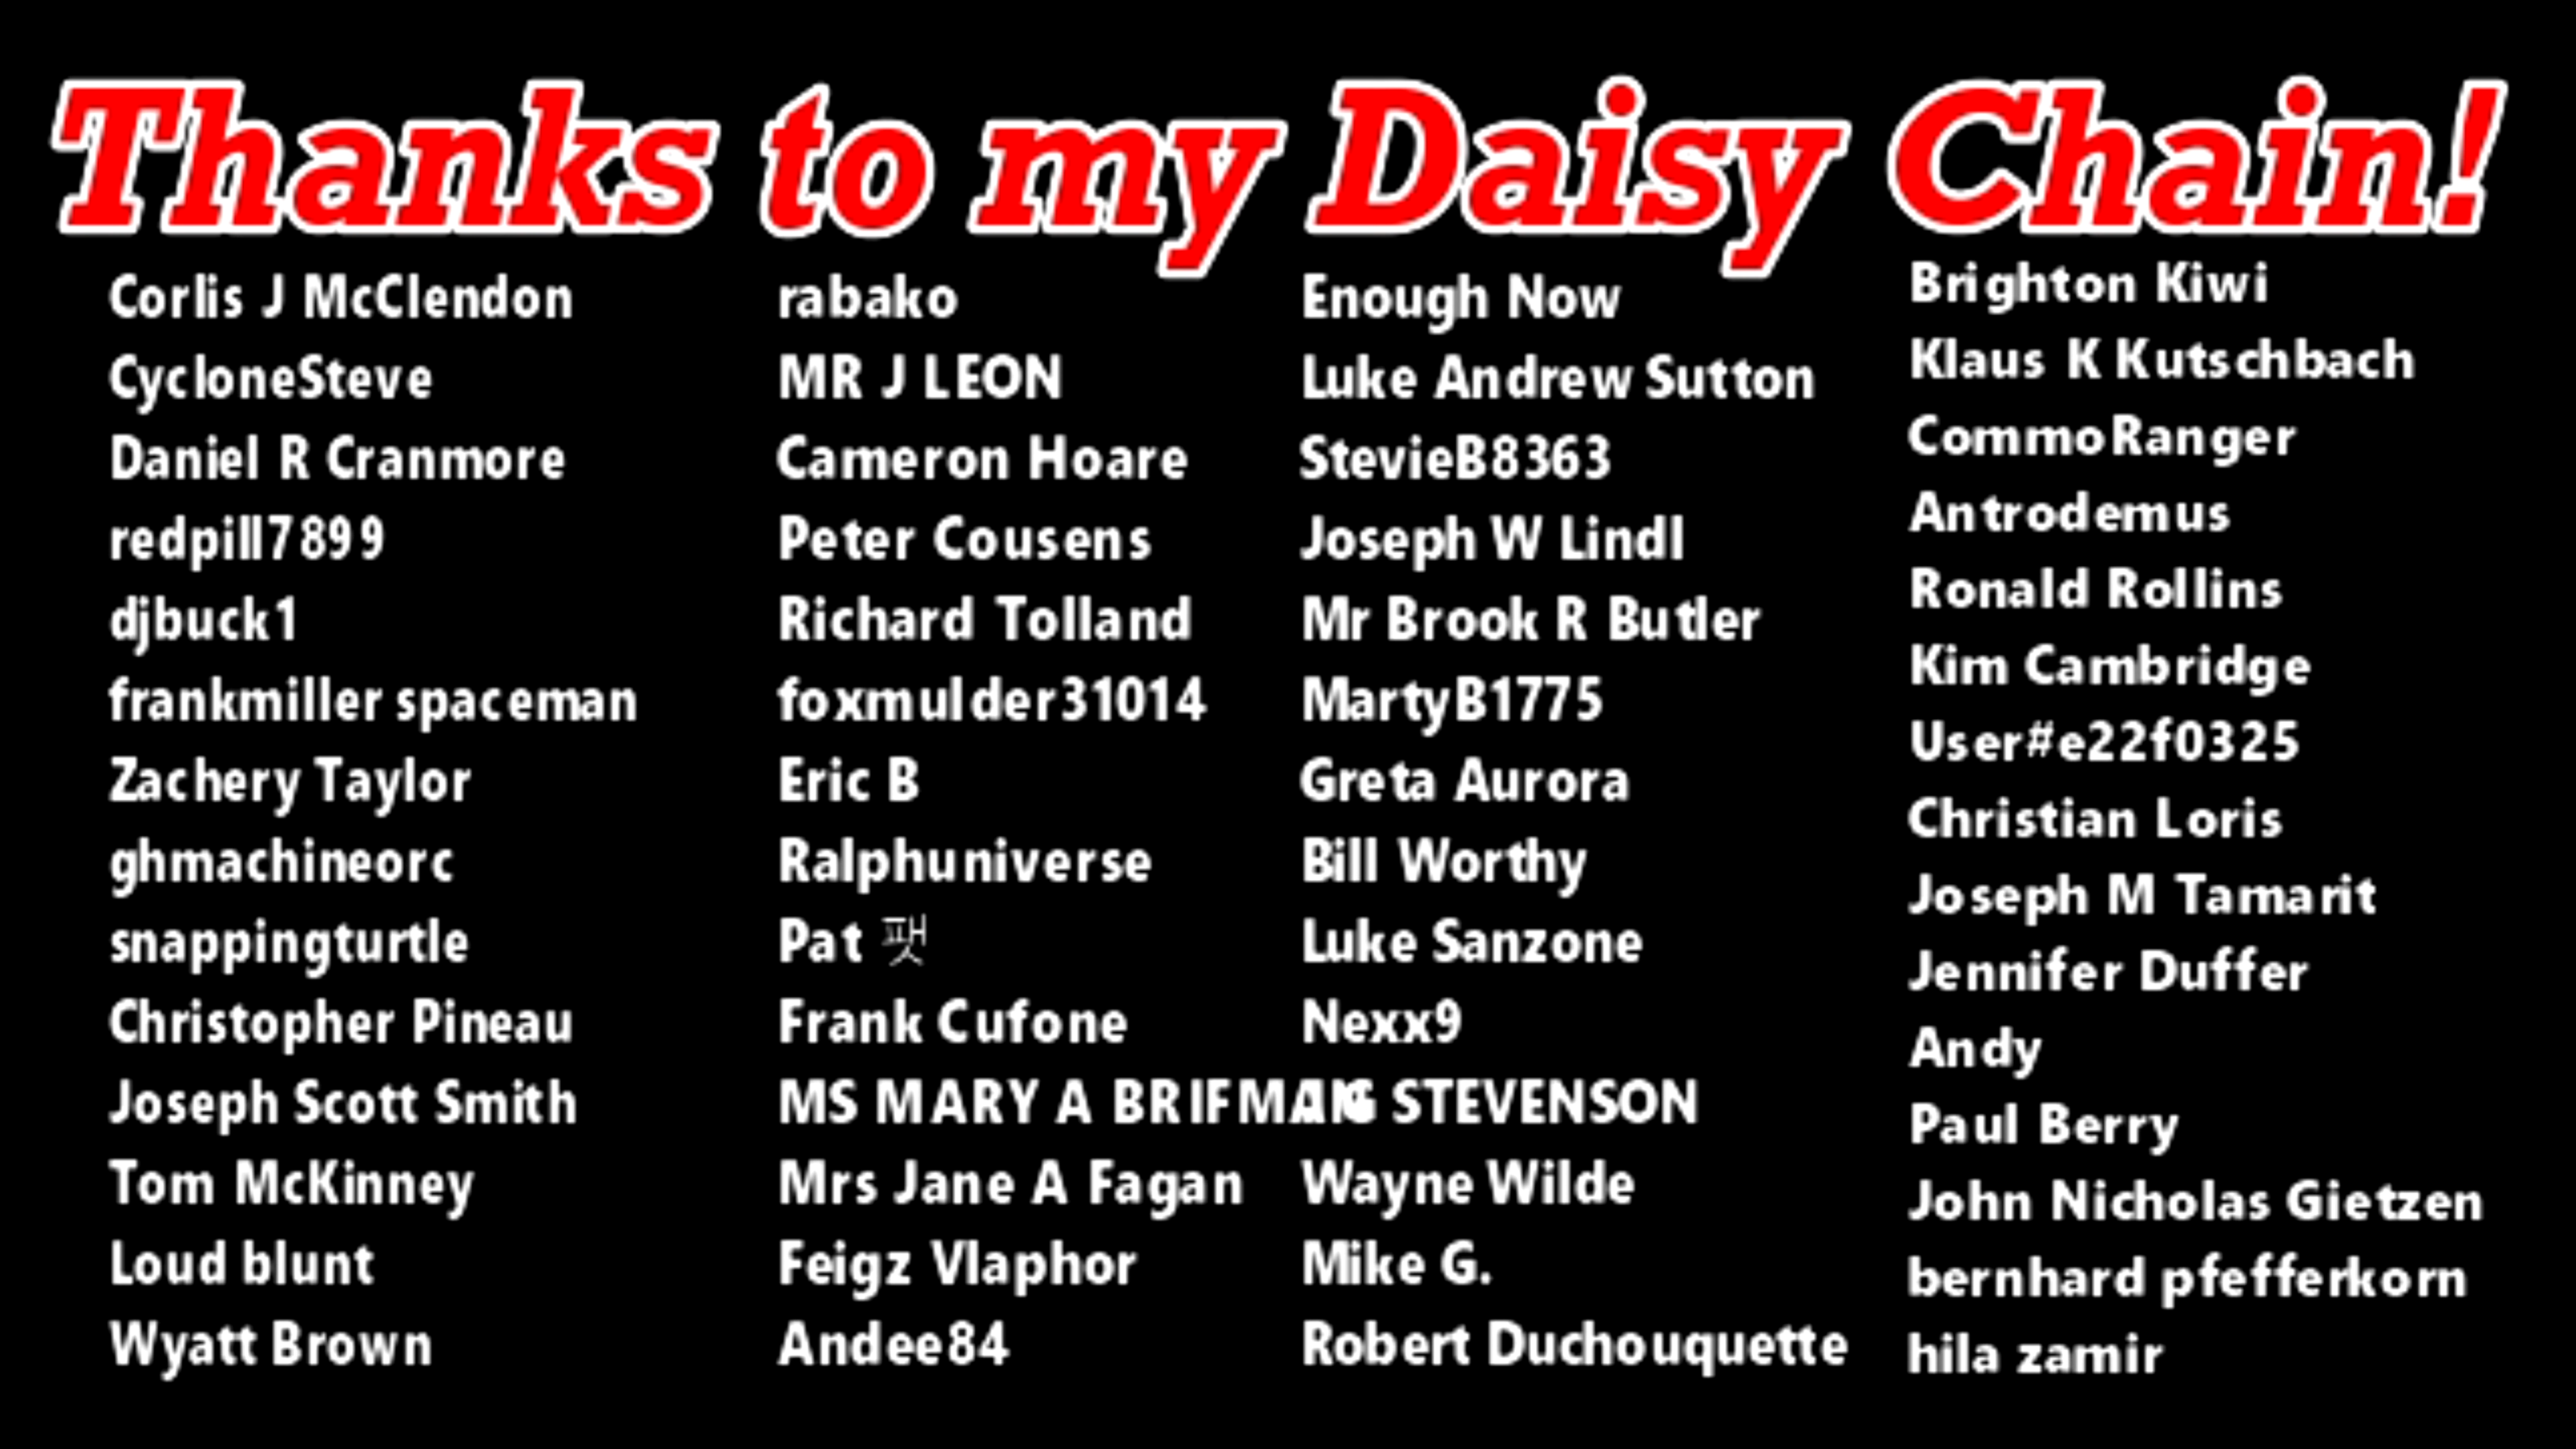 Thanks to my Daisy Chain!
Corlis J McClendon
CycloneSteve
Daniel R Cranmore
redpill7899
djbuck1
frankmiller spaceman
Zachery Taylor
ghmachineorc
snappingturtle
Christopher Pineau
Joseph Scott Smith
Tom McKinney
Loud blunt
Wyatt Brown
rabako
MR J LEON
Cameron Hoare
Peter Cousens
Richard Tolland
foxmulder31014
Eric B
Ralphuniverse
Pat 팻
Frank Cufone
MS MARY A
Mrs Jane A Fagan
Feigz Vlaphor
Andee84
Enough Now
Luke Andrew Sutton
StevieB8363
Joseph W Lindl
Mr Brook R Butler
MartyB1775
Greta Aurora
Bill Worthy
Luke Sanzone
Nexx9
STEVENSON
Wayne Wilde
Mike G.
Robert Duchouquette
Brighton Kiwi
Klaus K Kutschbach
CommoRanger
Antrodemus
Ronald Rollins
Kim Cambridge
User#e22f0325
Christian Loris
Joseph M Tamarit
Jennifer Duffer
Andy
Paul Berry
John Nicholas Gietzen
bernhard pfefferkorn
hila zamir